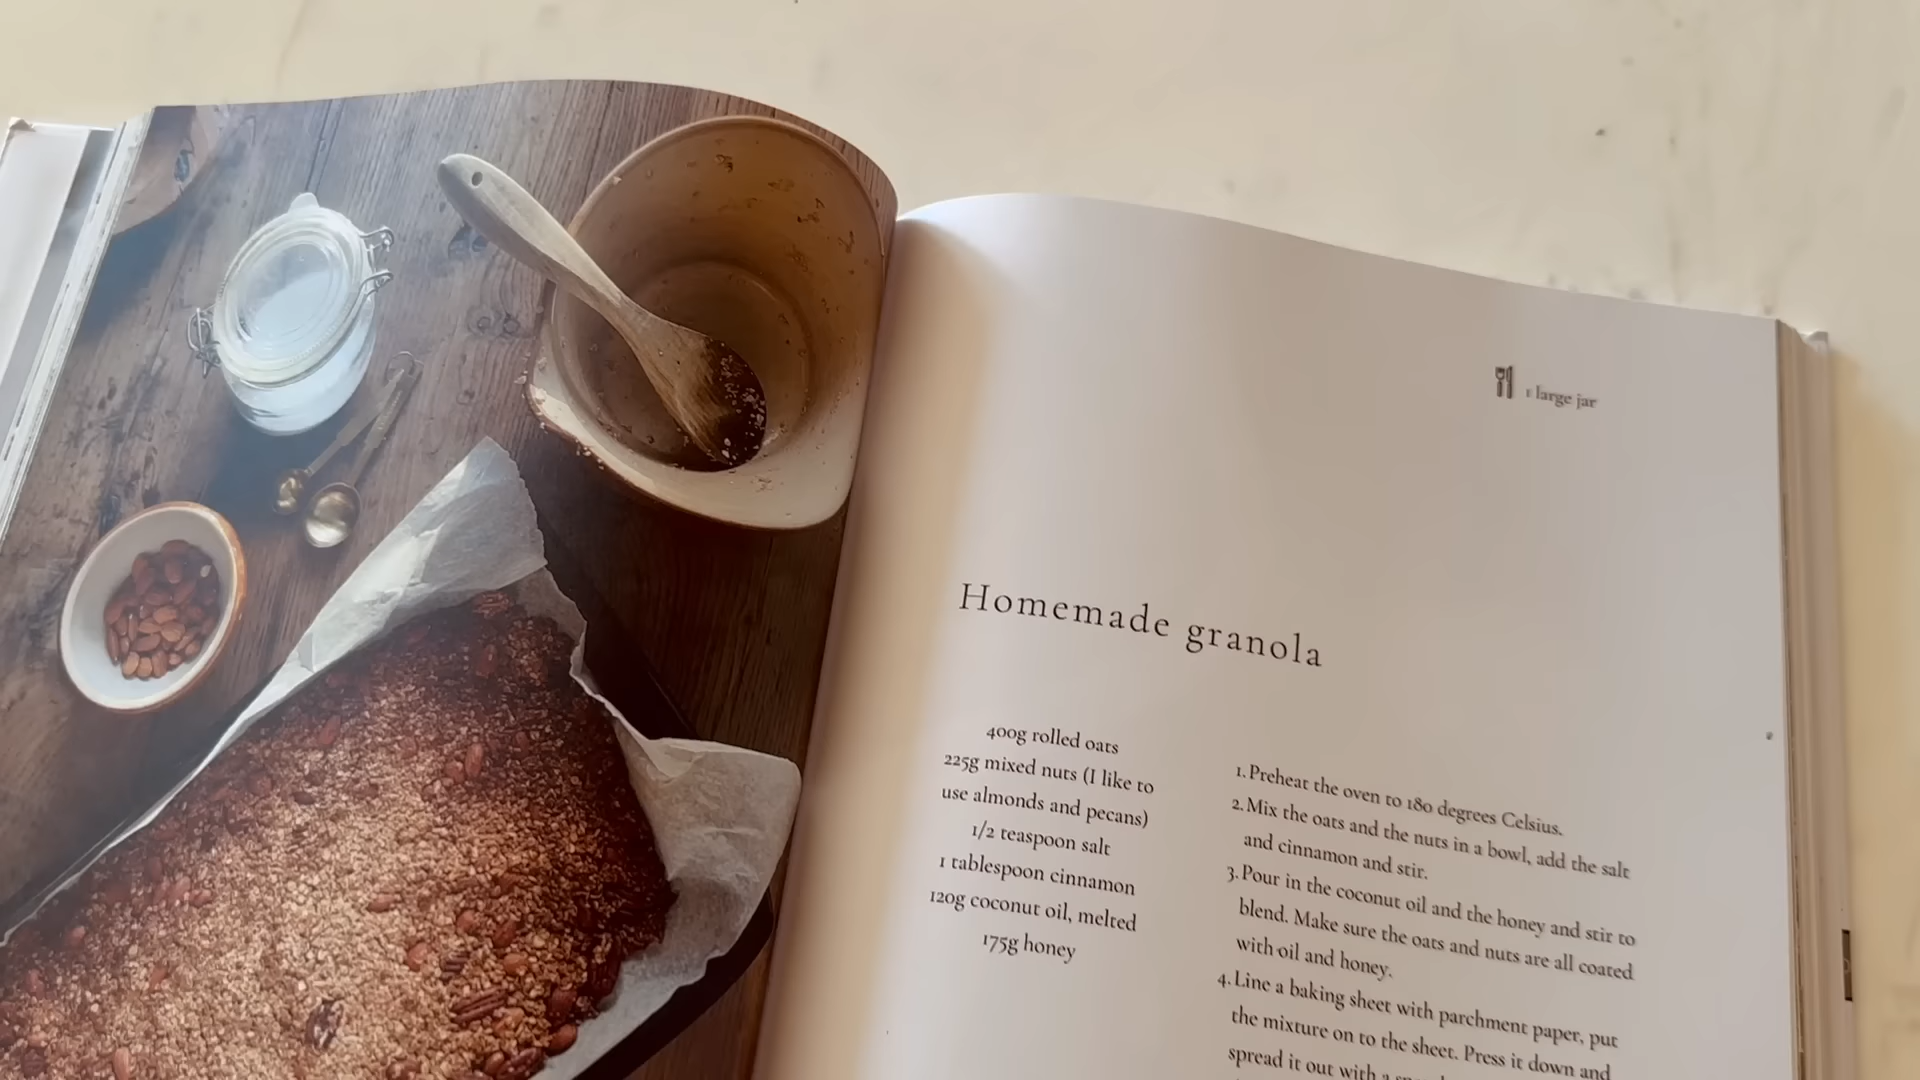 1 large jar
Homemade granola
400g rolled oats
225g mixed nuts (I like to
use almonds and pecans)
1/2 teaspoon salt
1 tablespoon cinnamon
120g coconut oil, melted
175g honey
1. Preheat the oven to 180 degrees Celsius.
2. Mix the oats and the nuts in a bowl, add the salt
and cinnamon and stir.
3. Pour in the coconut oil and the honey and stir to
blend. Make sure the oats and nuts are all coated
with oil and honey.
4. Line a baking sheet with parchment paper, put
the mixture on to the sheet. Press it down and
spread it out with a